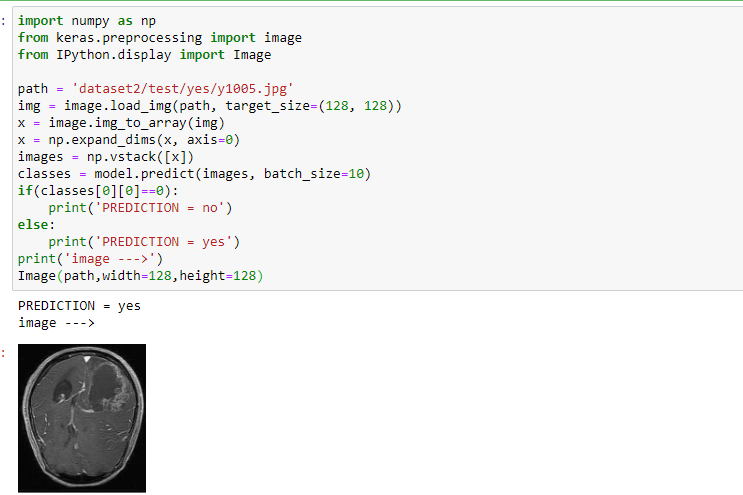 :
import numpy as np
from keras.preprocessing import image
from IPython.display import Image
path = 'dataset2/test/yes/y1005.jpg'
img = image.load_img(path, target_size=(128, 128))
x = image.img_to_array(img)
x = np.expand_dims(x, axis=0)
images = np.vstack([x])
classes = model.predict(images, batch_size=10)
if(classes[0][0]==0):
    print('PREDICTION = no')
else:
    print('PREDICTION = yes')
print('image --->')
Image(path,width=128,height=128)
PREDICTION = yes
image --->
: